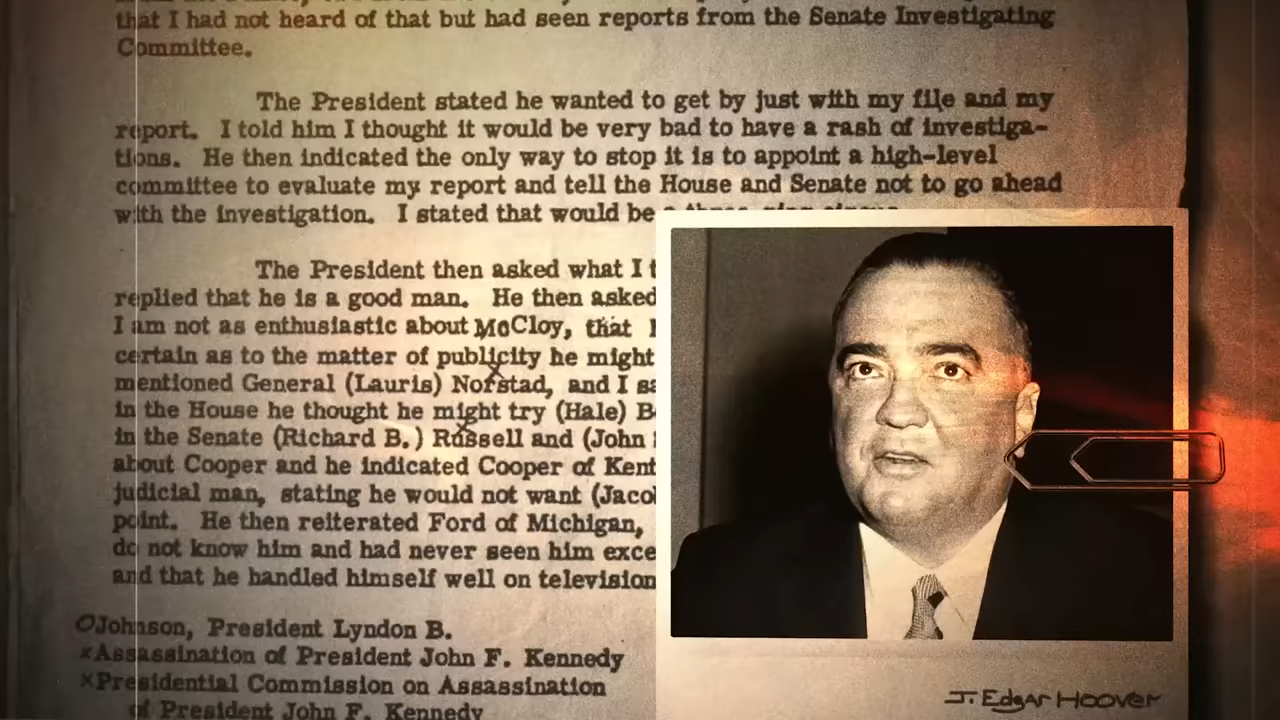 that I had not heard of that but had seen reports from the Senate Investigating
Committee.
The President stated he wanted to get by just with my file and my
report. I told him I thought it would be very bad to have a rash of investiga-
tions. He then indicated the only way to stop it is to appoint a high-level
committee to evaluate my report and tell the House and Senate not to go ahead
with the investigation. I stated that would be a three-ring circus.
The President then asked what I t
replied that he is a good man. He then asked
I am not as enthusiastic about McCloy, that I
certain as to the matter of publicity he might
mentioned General (Lauris) Norstad, and I sa
in the House he thought he might try (Hale) B
in the Senate (Richard B.) Russell and (John
about Cooper and he indicated Cooper of Kent
judicial man, stating he would not want (Jacob
point. He then reiterated Ford of Michigan,
do not know him and had never seen him exce
and that he handled himself well on television
Johnson, President Lyndon B.
xAssassination of President John F. Kennedy
xPresidential Commission on Assassination
of President John F. Kennedy
J. Edgar Hoover